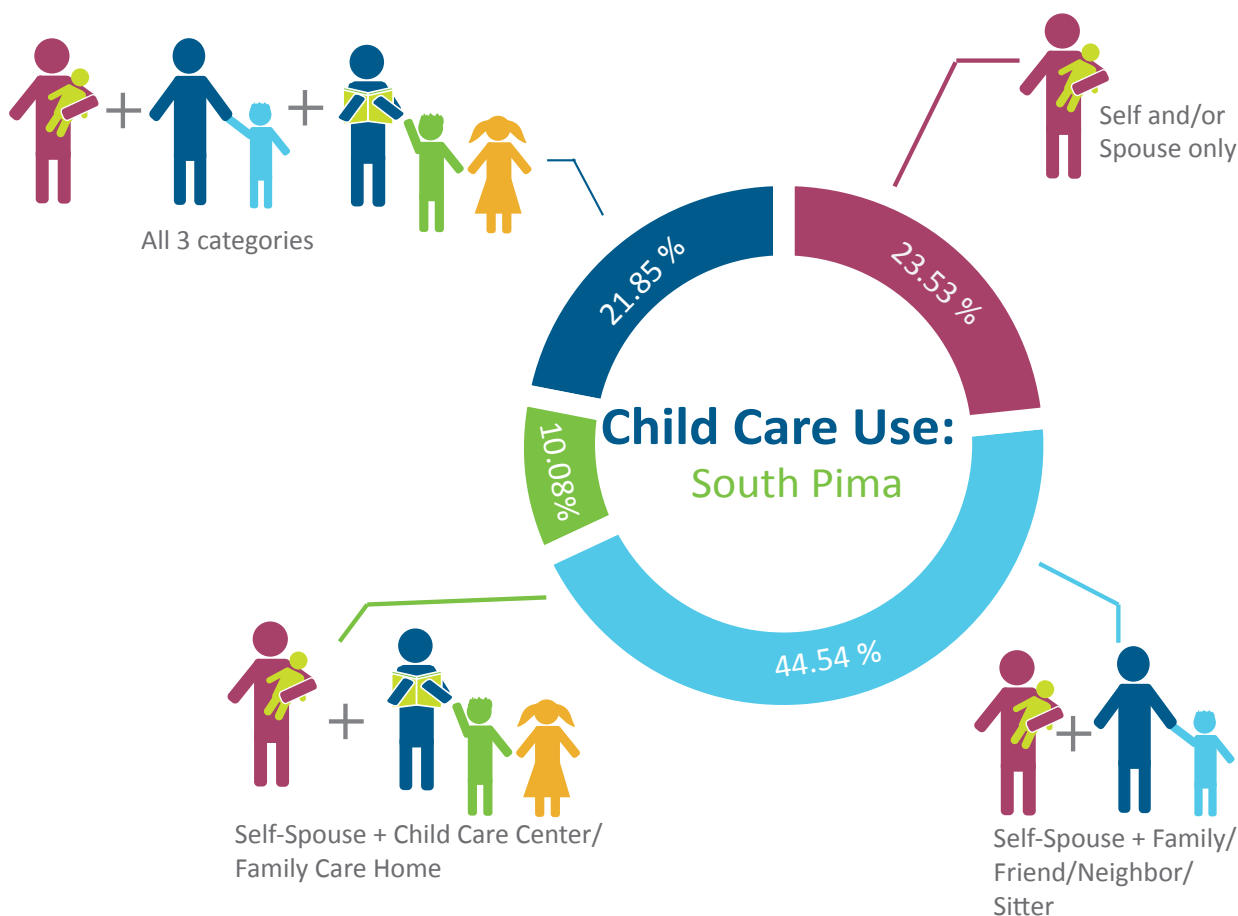 Self and/or
Spouse only
All 3 categories
21.85 %
23.53 %
Child Care Use:
South Pima
10.08%
44.54 %
Self-Spouse + Child Care Center/
Family Care Home
Self-Spouse + Family/
Friend/Neighbor/
Sitter